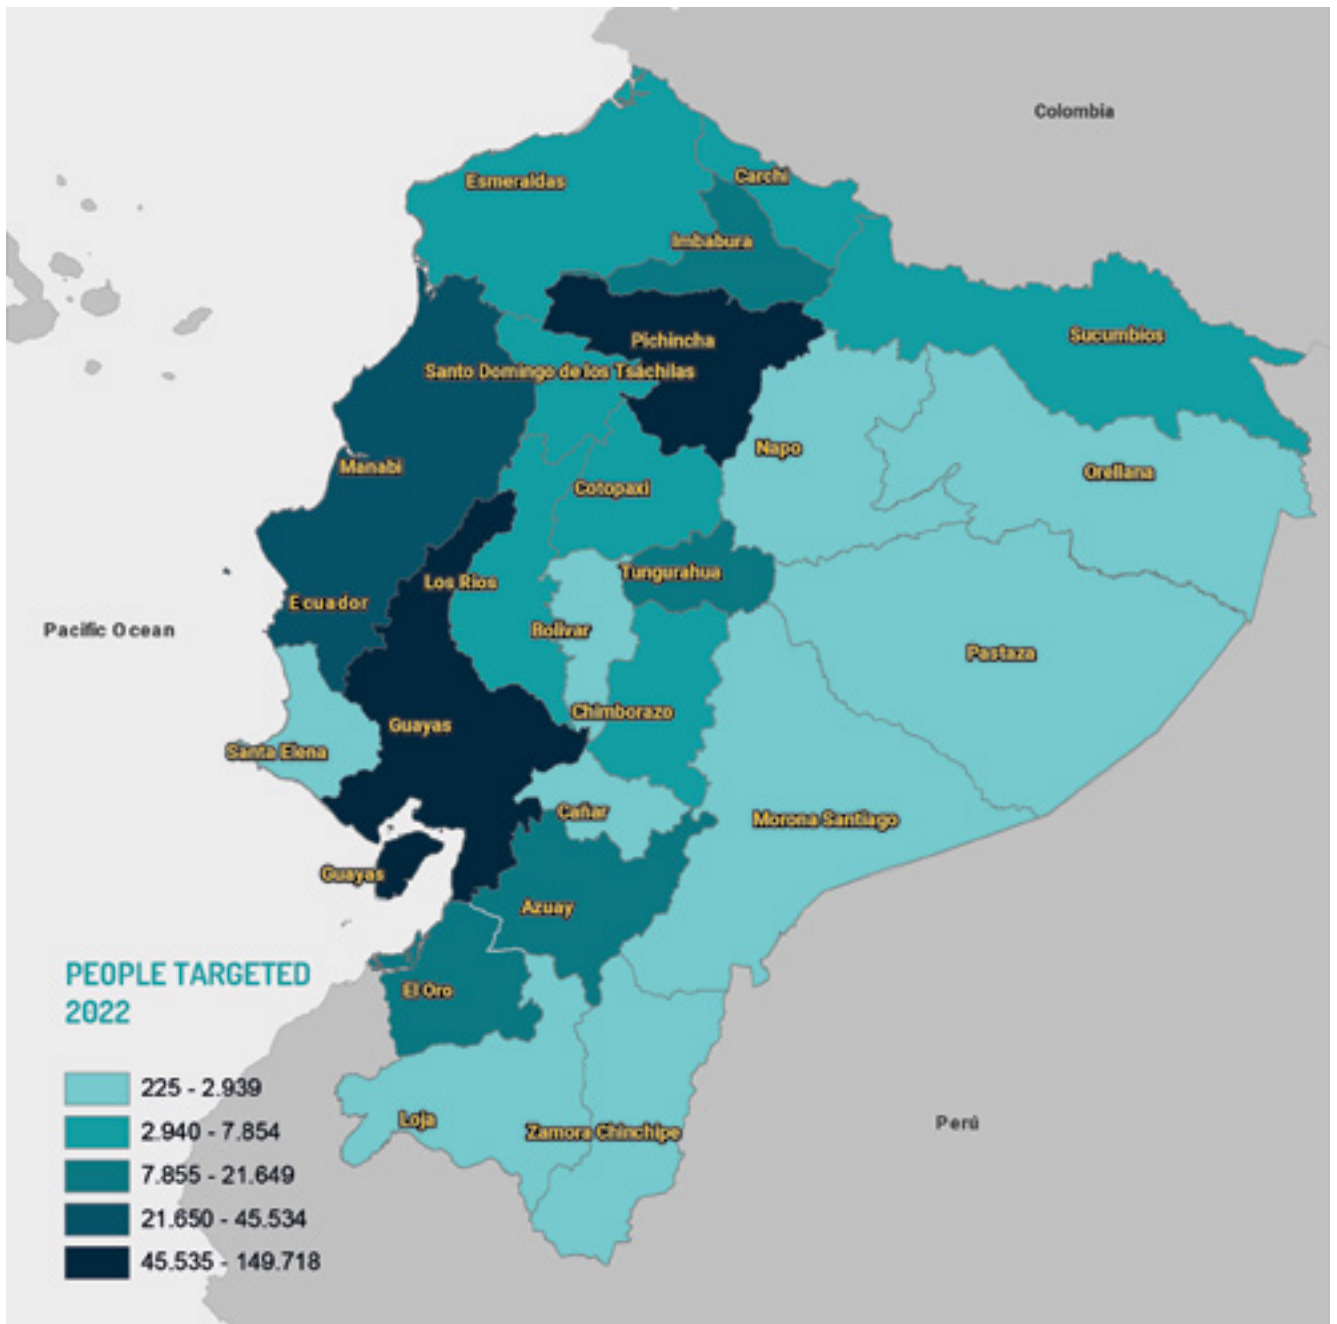 Colombia
Esmeraldas
Carchi
Imbabura
Sucumbios
Pichincha
Santo Domingo de los Tsáchilas
Napo
Manabi
Orellana
Cotopaxi
Tungurahua
Los Ríos
Ecuador
Pacific Ocean
Bolívar
Pastaza
Chimborazo
Guayas
Santa Elena
Cañar
Morona Santiago
Guayas
Azuay
El Oro
PEOPLE TARGETED
2022
225 - 2.939
2.940 - 7.854
7.855 - 21.649
21.650 - 45.534
45.535 - 149.718
Loja
Zamora Chinchipe
Perú